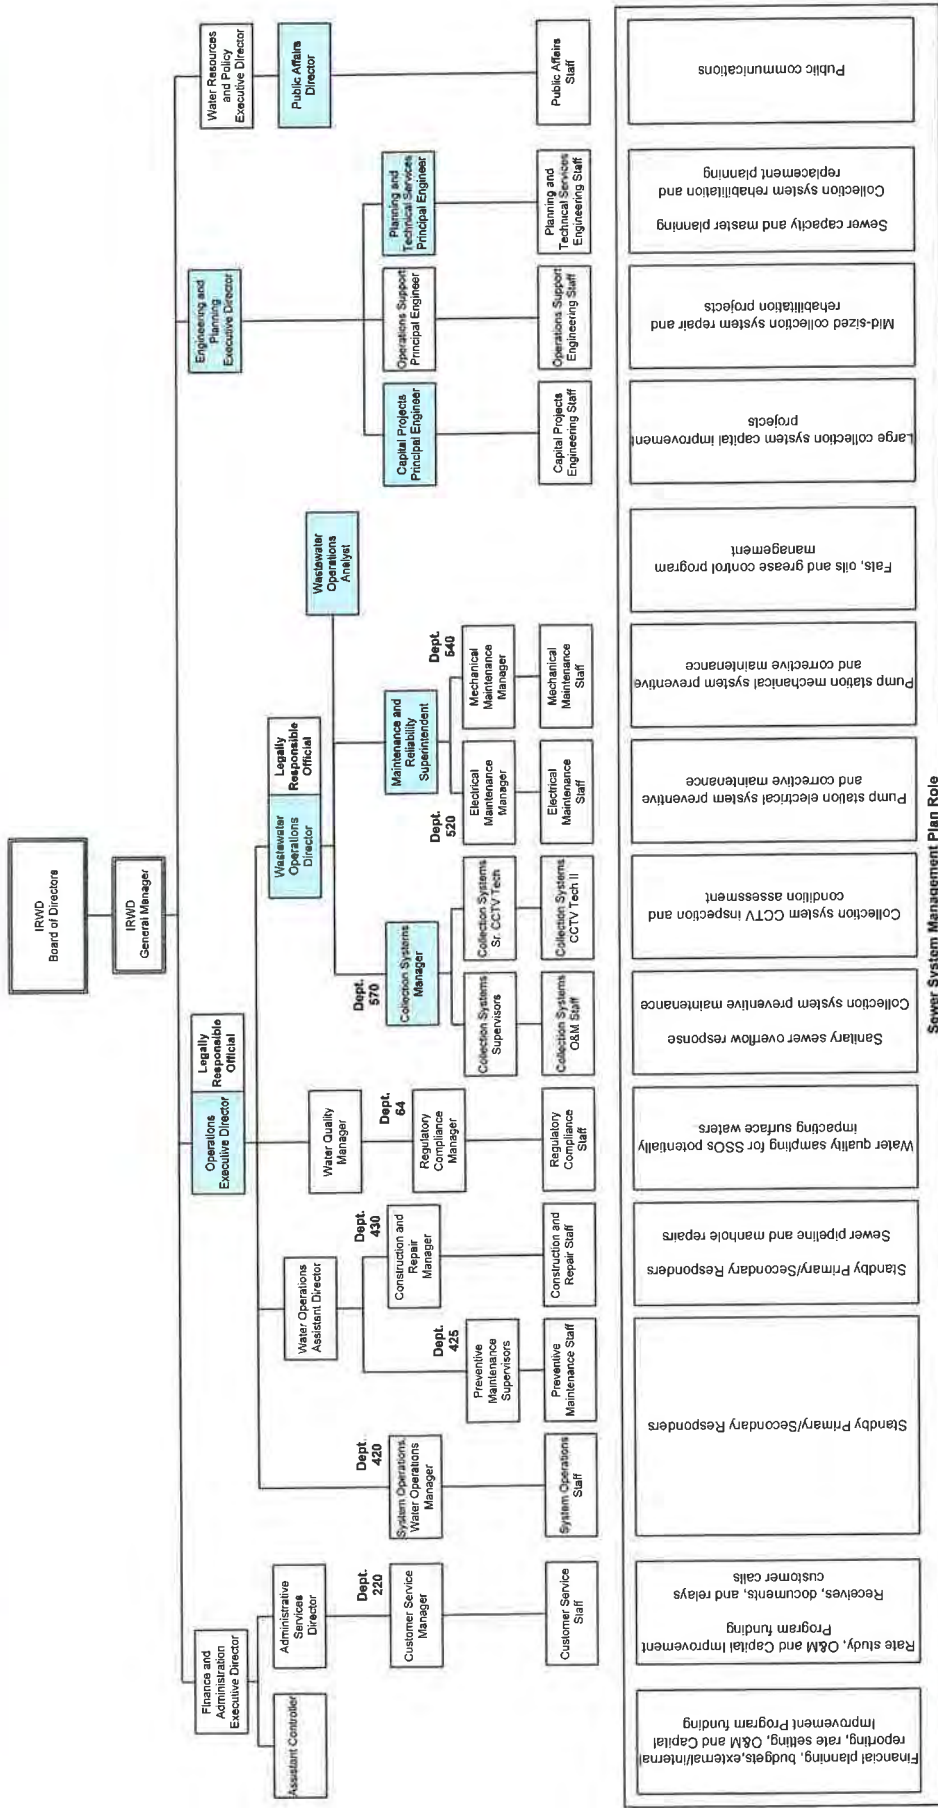 IRWD
Board of Directors
IRWD
General Manager
Finance and
Administration
Executive Director
Operations
Executive Director
Legally
Responsible
Official
Engineering and
Planning
Executive Director
Water Resources
and Policy
Executive Director
Assistant Controller
Administrative
Services
Director
Water Operations
Assistant Director
Water Quality
Manager
Wastewater
Operations
Director
Legally
Responsible
Official
Public Affairs
Director
Wastewater
Operations
Analyst
Dept.
220
Customer Service
Manager
Dept.
420
System Operations,
Water Operations
Manager
Dept.
430
Construction and
Repair
Manager
Dept.
64
Regulatory
Compliance
Manager
Dept.
570
Collection Systems
Manager
Maintenance and
Reliability
Superintendent
Capital Projects
Principal Engineer
Operations Support
Principal Engineer
Planning and
Technical Services
Principal Engineer
Dept.
425
Preventive
Maintenance
Supervisors
Collection Systems
Supervisors
Collection Systems
Sr. CCTV Tech
Dept.
520
Electrical
Maintenance
Manager
Dept.
540
Mechanical
Maintenance
Manager
Customer Service
Staff
System Operations
Staff
Preventive
Maintenance Staff
Construction and
Repair Staff
Regulatory
Compliance
Staff
Collection Systems
O&M Staff
Collection Systems
CCTV Tech II
Electrical
Maintenance
Staff
Mechanical
Maintenance
Staff
Capital Projects
Engineering Staff
Operations Support
Engineering Staff
Planning and
Technical Services
Engineering Staff
Public Affairs
Staff
Financial planning, budgets,external/internal
reporting, rate setting, O&M and Capital
Improvement Program funding
Rate study, O&M and Capital Improvement
Program funding
Receives, documents, and relays
customer calls
Standby Primary/Secondary Responders
Standby Primary/Secondary Responders
Sewer pipeline and manhole repairs
Water quality sampling for SSOs potentially
impacting surface waters
Sanitary sewer overflow response
Collection system preventive maintenance
Collection system CCTV inspection and
condition assessment
Pump station electrical system preventive
and corrective maintenance
Pump station mechanical system preventive
and corrective maintenance
Fats, oils and grease control program
management
Large collection system capital improvement
projects
Mid-sized collection system repair and
rehabilitation projects
Sewer capacity and master planning
Collection system rehabilitation and
replacement planning
Public communications
Sewer System Management Plan Role